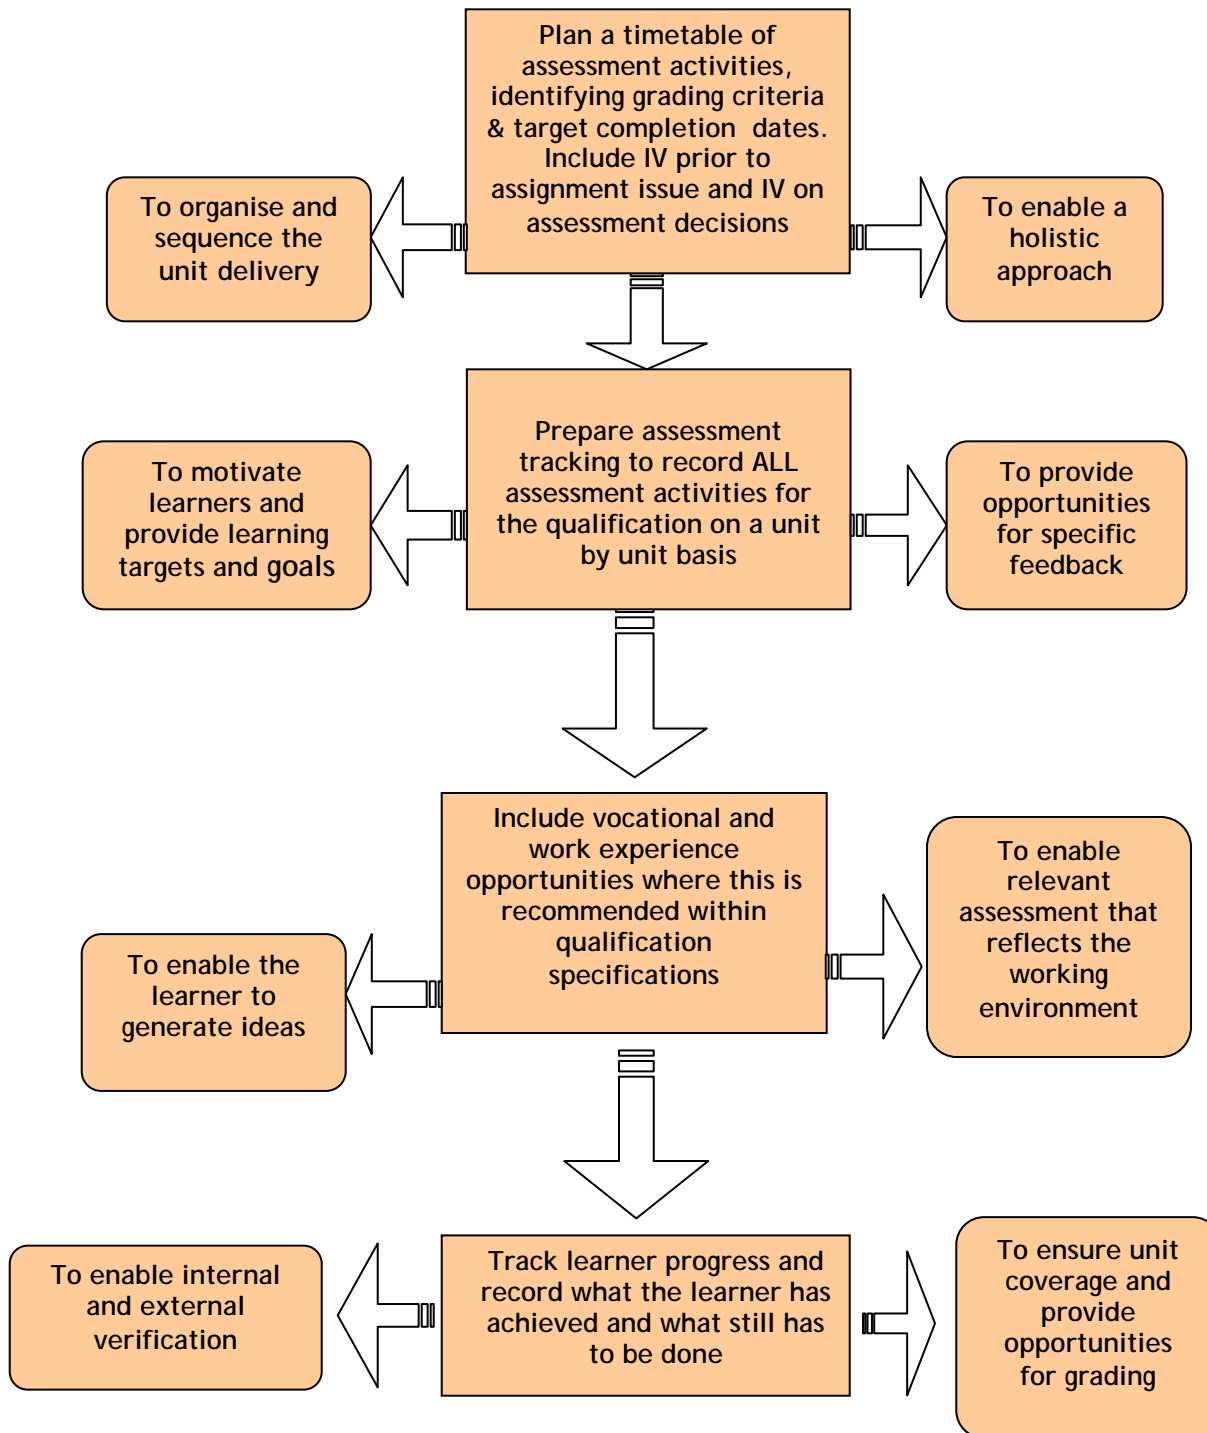 Plan a timetable of
assessment activities,
identifying grading criteria
& target completion dates.
Include IV prior to
assignment issue and IV on
assessment decisions
To organise and
sequence the
unit delivery
To enable a
holistic
approach
Prepare assessment
tracking to record ALL
assessment activities for
the qualification on a unit
by unit basis
To motivate
learners and
provide learning
targets and goals
To provide
opportunities
for specific
feedback
Include vocational and
work experience
opportunities where this is
recommended within
qualification
specifications
To enable the
learner to
generate ideas
To enable
relevant
assessment that
reflects the
working
environment
Track learner progress and
record what the learner has
achieved and what still has
to be done
To enable internal
and external
verification
To ensure unit
coverage and
provide
opportunities
for grading